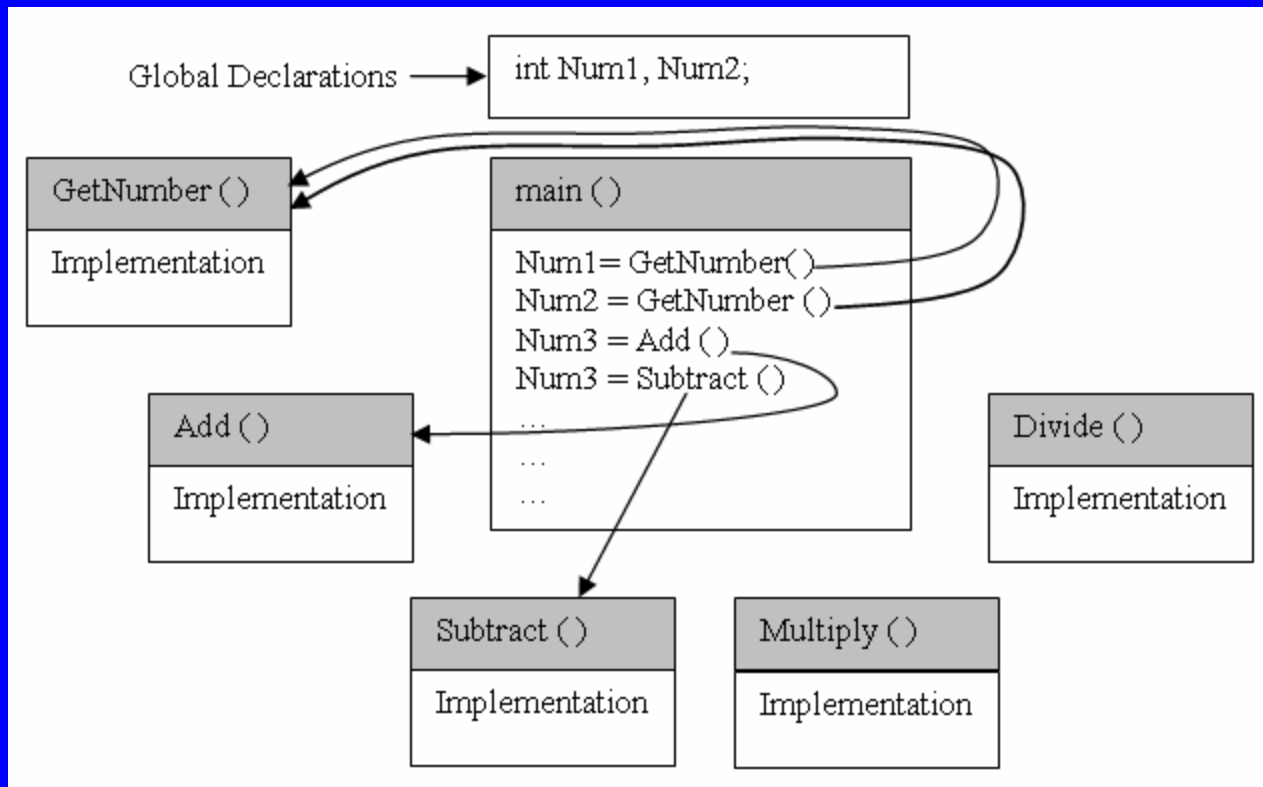 Global Declarations
int Num1, Num2;
GetNumber ( )
Implementation
main ( )
Num1= GetNumber( )
Num2 = GetNumber ( )
Num3 = Add ( )
Num3 = Subtract ( )
...
...
...
Add ( )
Implementation
Divide ( )
Implementation
Subtract ( )
Implementation
Multiply ( )
Implementation